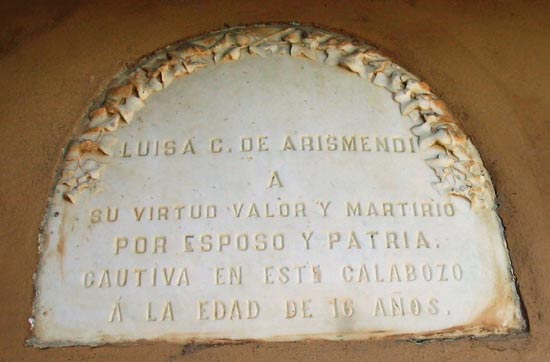 LUISA C. DE ARISMENDI
A
SU VIRTUD VALOR Y MARTIRIO
POR ESPOSO Y PATRIA.
CAUTIVA EN ESTE CALABOZO
Á LA EDAD DE 16 AÑOS.